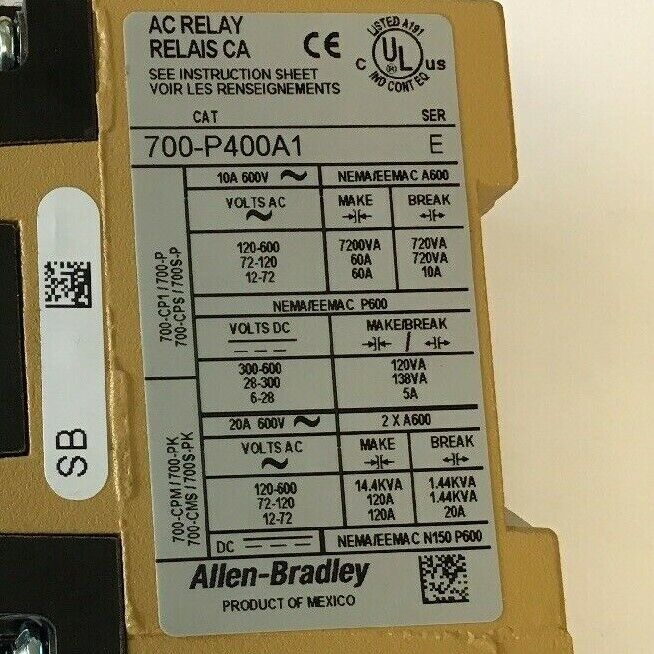 AC RELAY
RELAIS CA
CE
LISTED A191
C UL US
IND CONT EQ
SEE INSTRUCTION SHEET
VOIR LES RENSEIGNEMENTS
CAT SER
700-P400A1 E
10A 600V NEMA/EEMAC A600
VOLTS AC MAKE BREAK
120-600 7200VA 720VA
72-120 60A 720VA
12-72 60A 10A
700-CP1 / 700-P
700-CPS / 700S-P
NEMA/EEMAC P600
VOLTS DC MAKE/BREAK
/
300-600 120VA
28-300 138VA
6-28 5A
20A 600V 2 X A600
VOLTS AC MAKE BREAK
120-600 14.4KVA 1.44KVA
72-120 120A 1.44KVA
12-72 120A 20A
700-CPM / 700-PK
700-CMS / 700S-PK
DC NEMA/EEMAC N150 P600
Allen-Bradley
PRODUCT OF MEXICO
SB